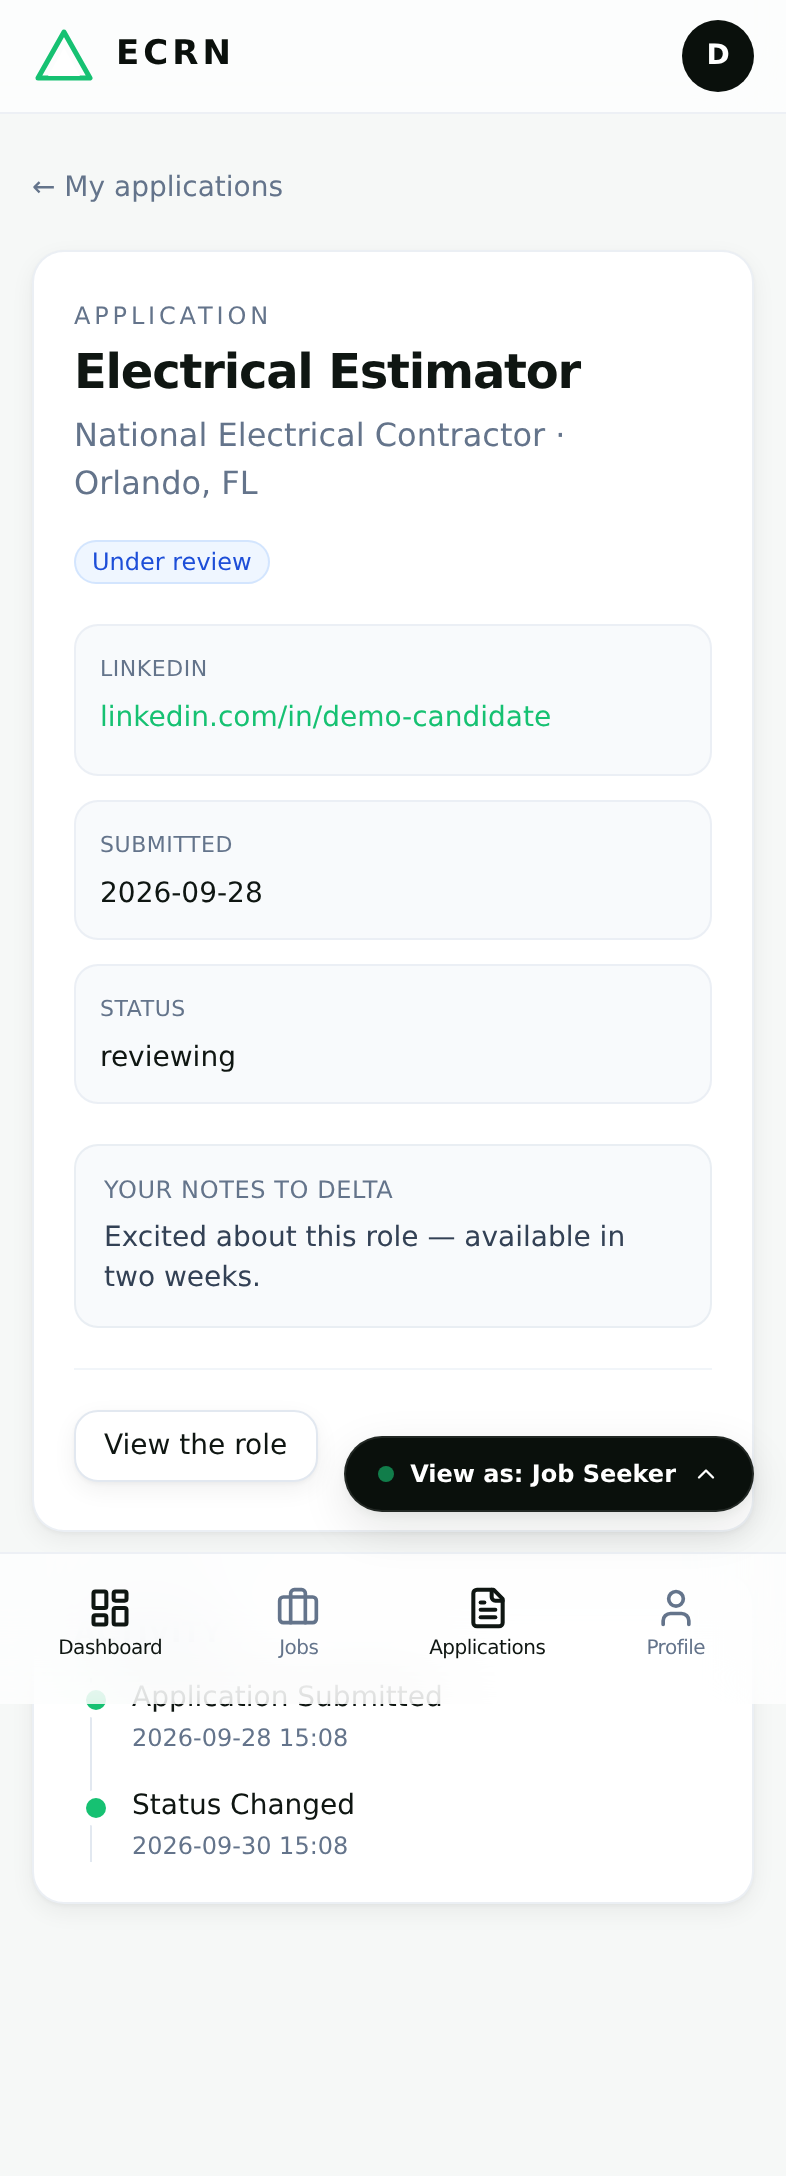 ECRN
D
← My applications
APPLICATION
Electrical Estimator
National Electrical Contractor ·
Orlando, FL
Under review
LINKEDIN
linkedin.com/in/demo-candidate
SUBMITTED
2026-09-28
STATUS
reviewing
YOUR NOTES TO DELTA
Excited about this role — available in
two weeks.
View the role
View as: Job Seeker
Dashboard
Jobs
Applications
Profile
Application Submitted
2026-09-28 15:08
Status Changed
2026-09-30 15:08